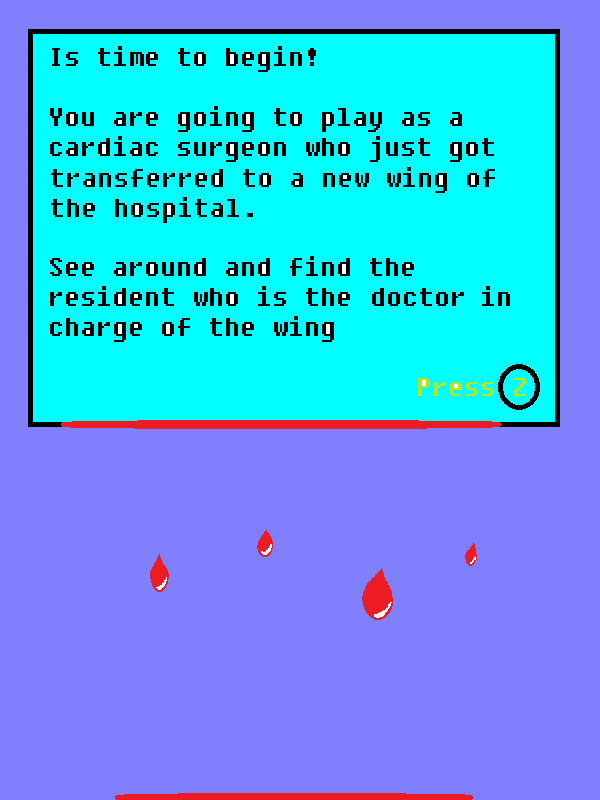 Is time to begin!
You are going to play as a
cardiac surgeon who just got
transferred to a new wing of
the hospital.
See around and find the
resident who is the doctor in
charge of the wing
Press Z